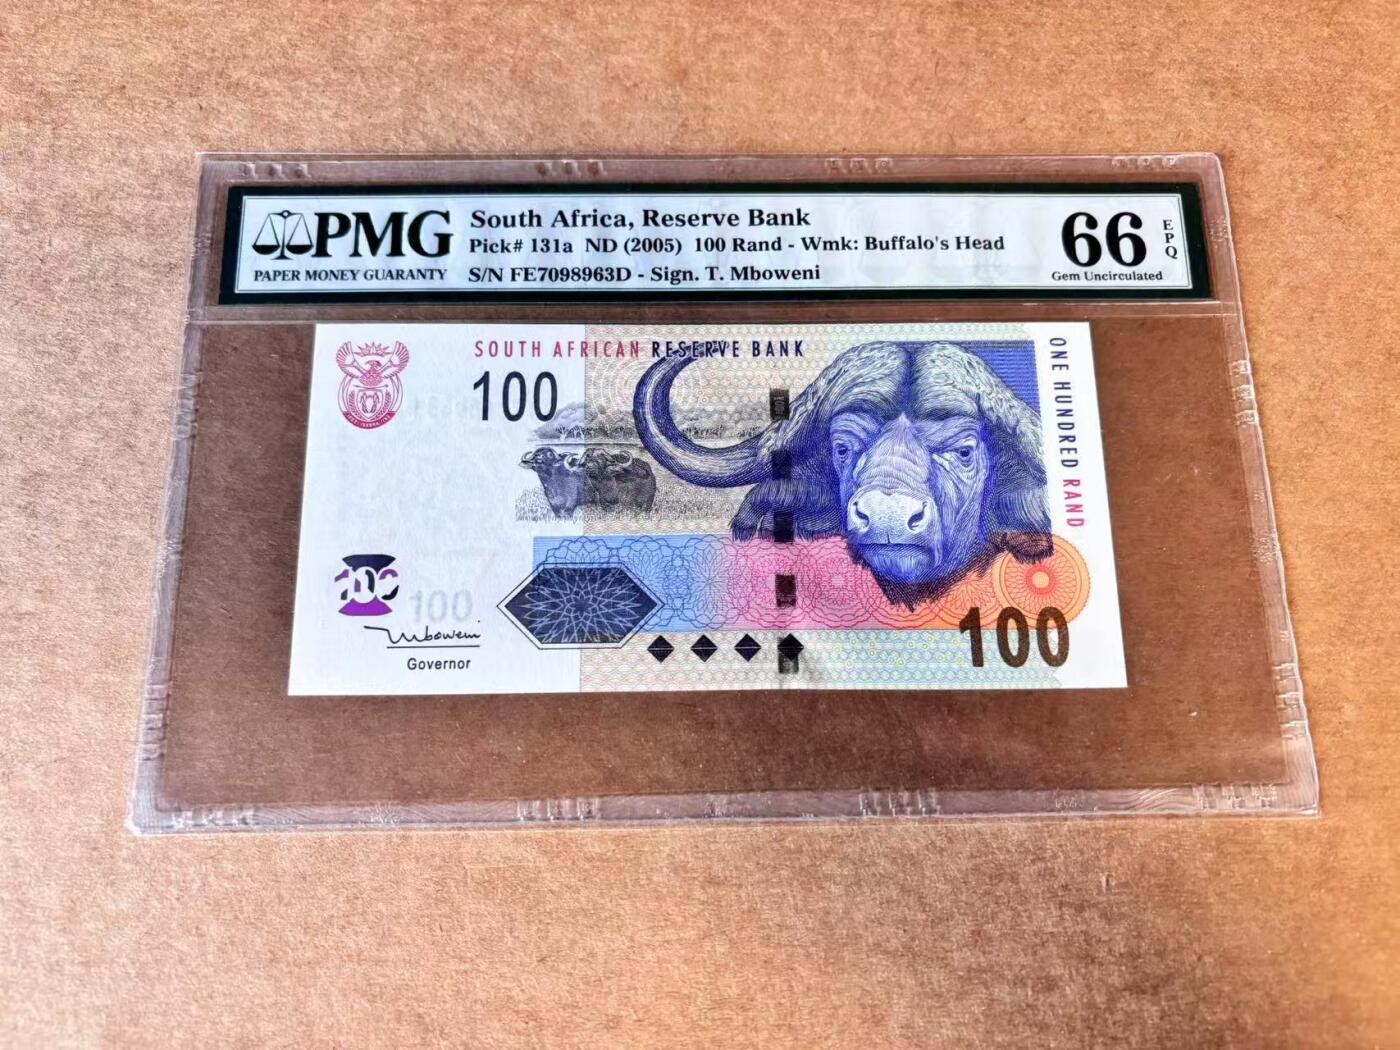 PMG
PAPER MONEY GUARANTY
South Africa, Reserve Bank
Pick# 131a ND (2005) 100 Rand - Wmk: Buffalo's Head
S/N FE7098963D - Sign. T. Mboweni
66
EPQ
Gem Uncirculated
SOUTH AFRICAN RESERVE BANK
100
ONE HUNDRED RAND
100
100
Mboweni
Governor
100